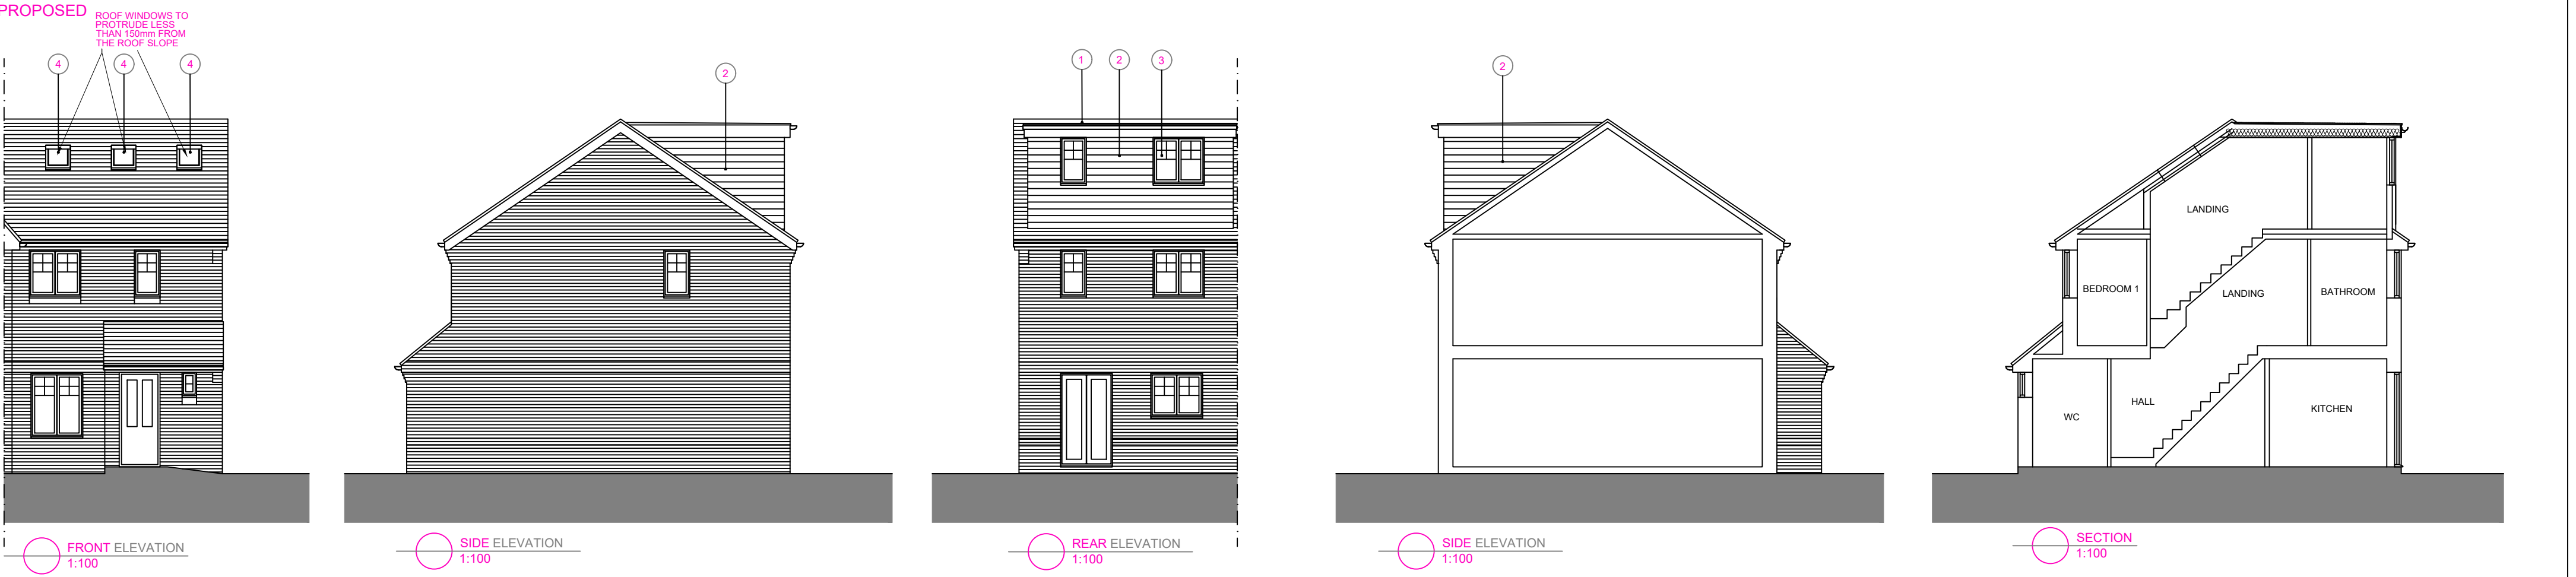 PROPOSED
ROOF WINDOWS TO
PROTRUDE LESS
THAN 150mm FROM
THE ROOF SLOPE
4
4
4
FRONT ELEVATION
1:100
2
SIDE ELEVATION
1:100
1
2
3
REAR ELEVATION
1:100
2
SIDE ELEVATION
1:100
LANDING
BEDROOM 1
LANDING
BATHROOM
WC
HALL
KITCHEN
SECTION
1:100